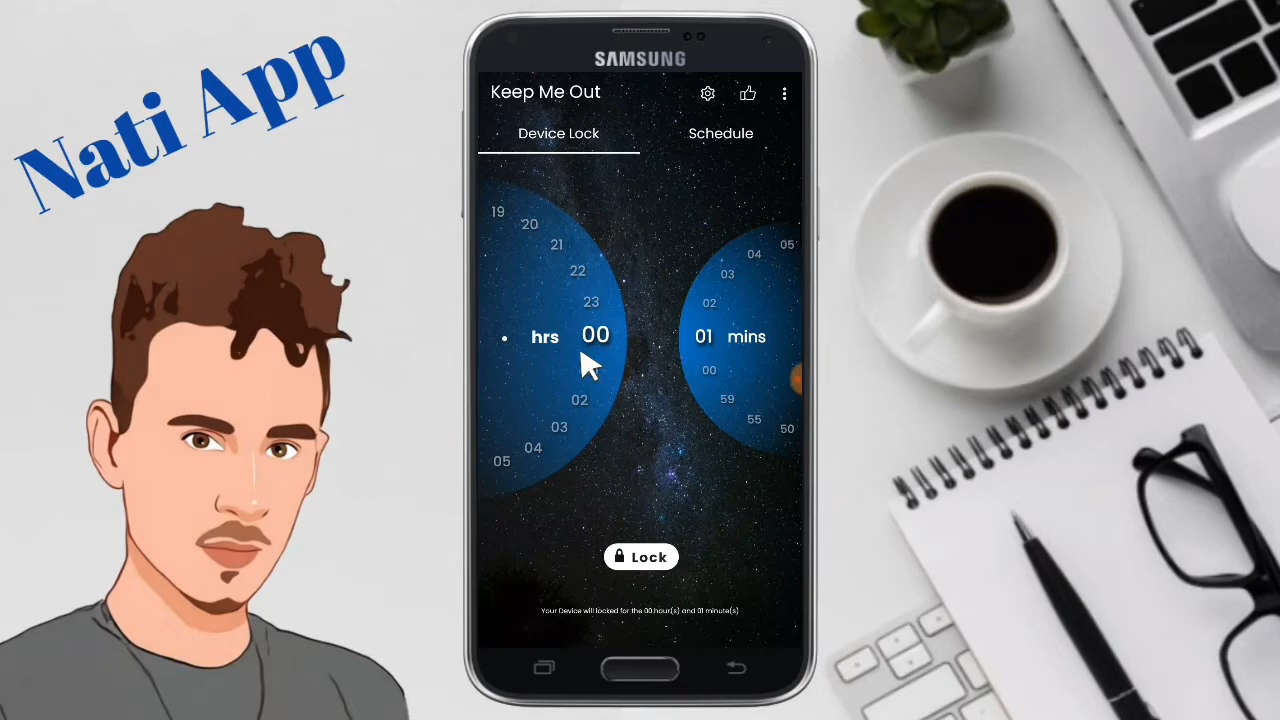 Nati App
SAMSUNG
Keep Me Out
Device Lock
Schedule
19
20
21
22
23
hrs 00
02
03
04
05
05
04
03
02
01 mins
00
59
55
50
Lock
Your Device will locked for the 00 hour(s) and 01 minute(s)